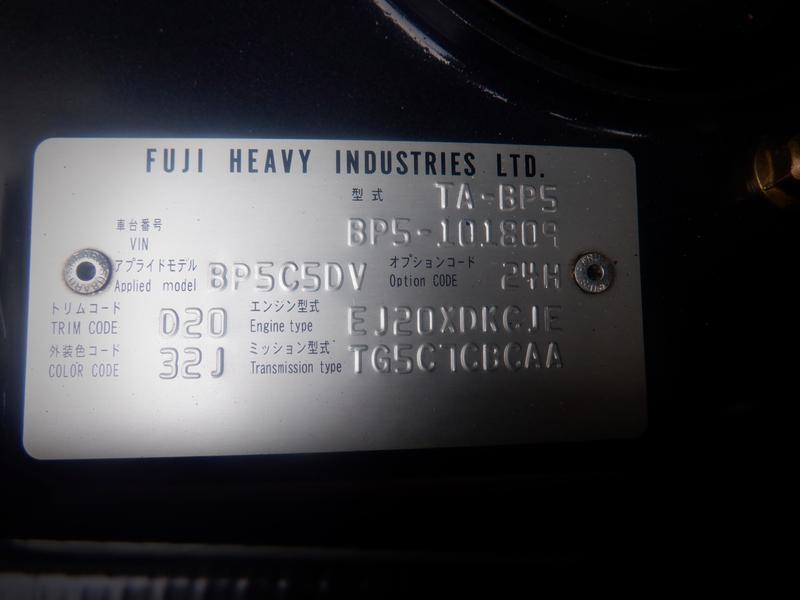 FUJI HEAVY INDUSTRIES LTD.
型式 TA-BP5
車台番号 VIN BP5-101809
アプライドモデル Applied model BP5C5DV オプションコード Option CODE 24H
トリムコード TRIM CODE D20 エンジン型式 Engine type EJ20XDKCJE
外装色コード COLOR CODE 32J ミッション型式 Transmission type TG5C7CBCAA